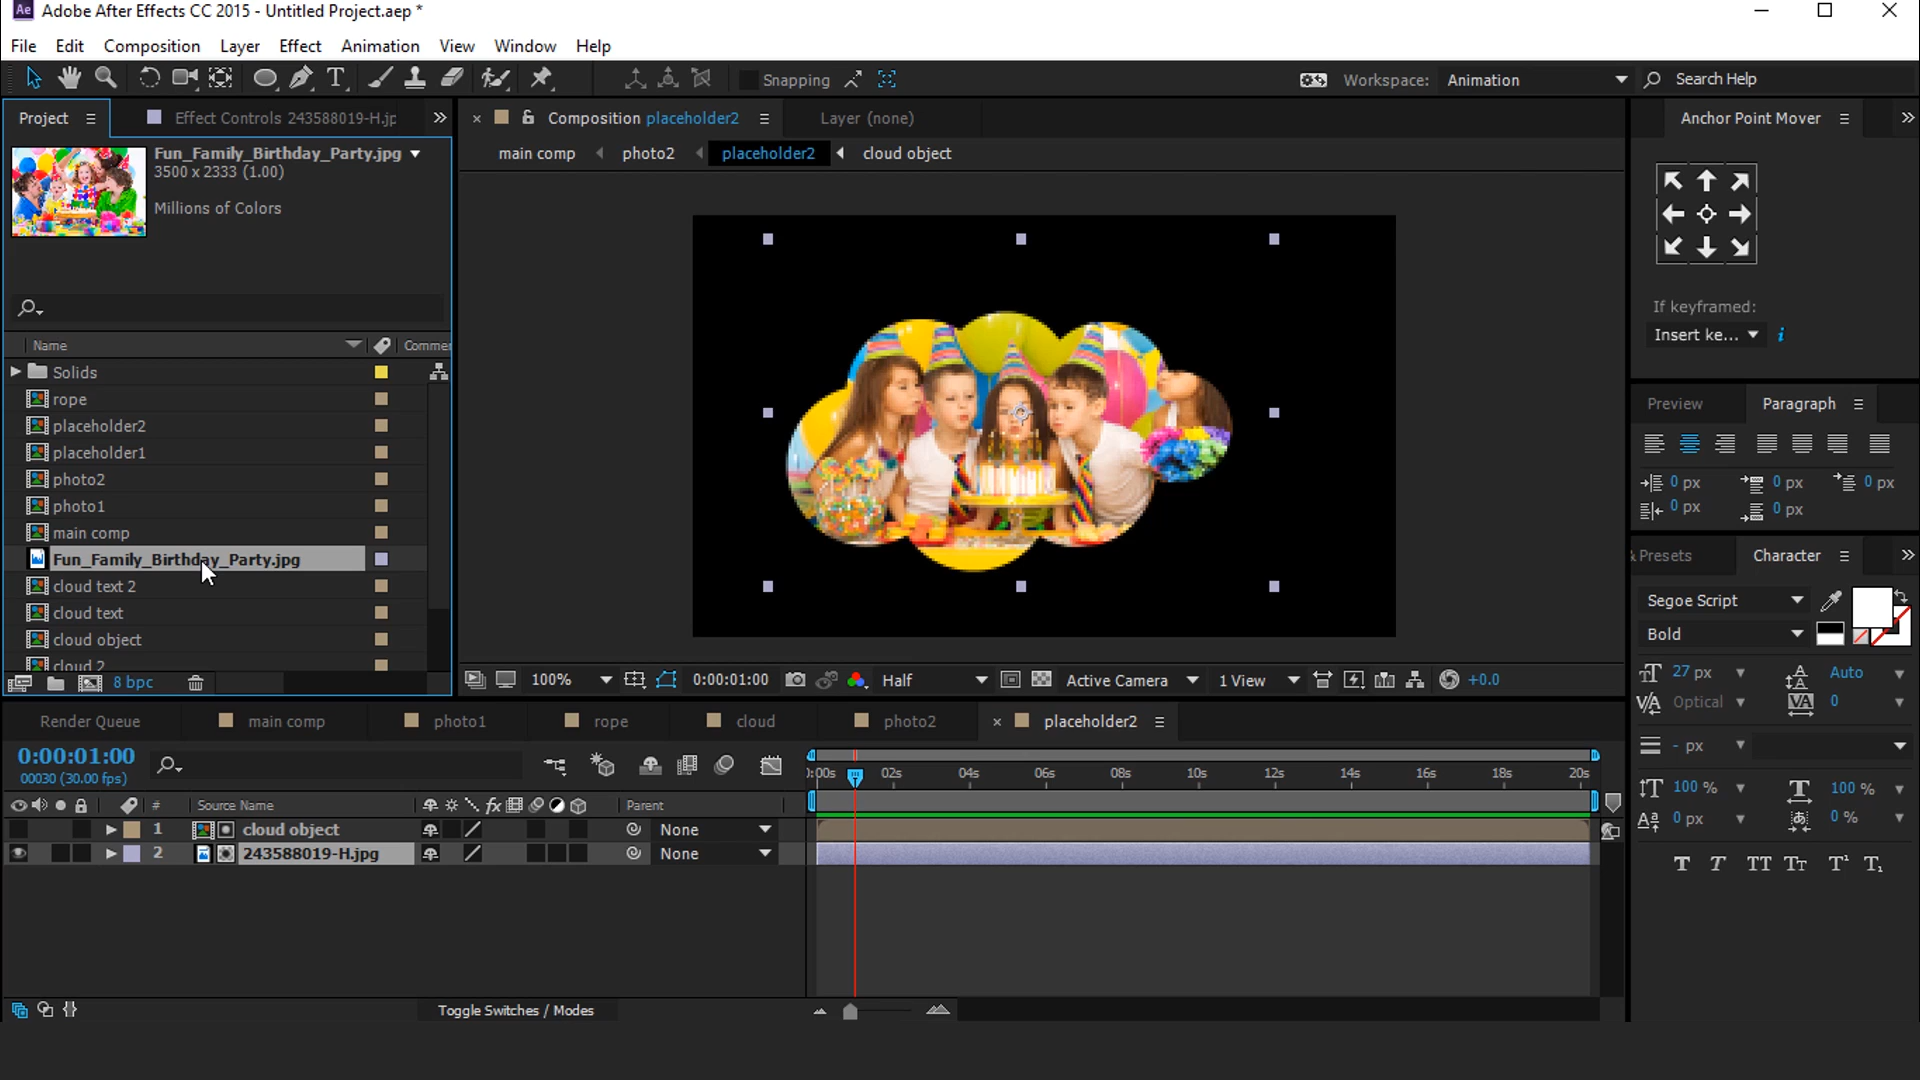 Ae Adobe After Effects CC 2015 - Untitled Project.aep *
File Edit Composition Layer Effect Animation View Window Help
T Snapping Workspace: Animation Search Help
Project Effect Controls 243588019-H.jp Composition placeholder2 Layer (none) Anchor Point Mover
main comp photo2 placeholder2 cloud object
Fun_Family_Birthday_Party.jpg
3500 x 2333 (1.00)
Millions of Colors
If keyframed:
Insert ke... i
Name Commer
Solids
rope
placeholder2
placeholder1
photo2
photo1
main comp
Fun_Family_Birthday_Party.jpg
cloud text 2
cloud text
cloud object
cloud 2
8 bpc
100% 0:00:01:00 Half Active Camera 1 View +0.0
Preview Paragraph
0 px 0 px 0 px
0 px 0 px
& Presets Character
Segoe Script
Bold
27 px Auto
Optical 0
- px
100 % 100 %
0 px 0 %
T T TT Tt T¹ T₁
Render Queue main comp photo1 rope cloud photo2 placeholder2
0:00:01:00
00030 (30.00 fps)
):00s 02s 04s 06s 08s 10s 12s 14s 16s 18s 20s
# Source Name fx Parent
1 cloud object None
2 243588019-H.jpg None
Toggle Switches / Modes